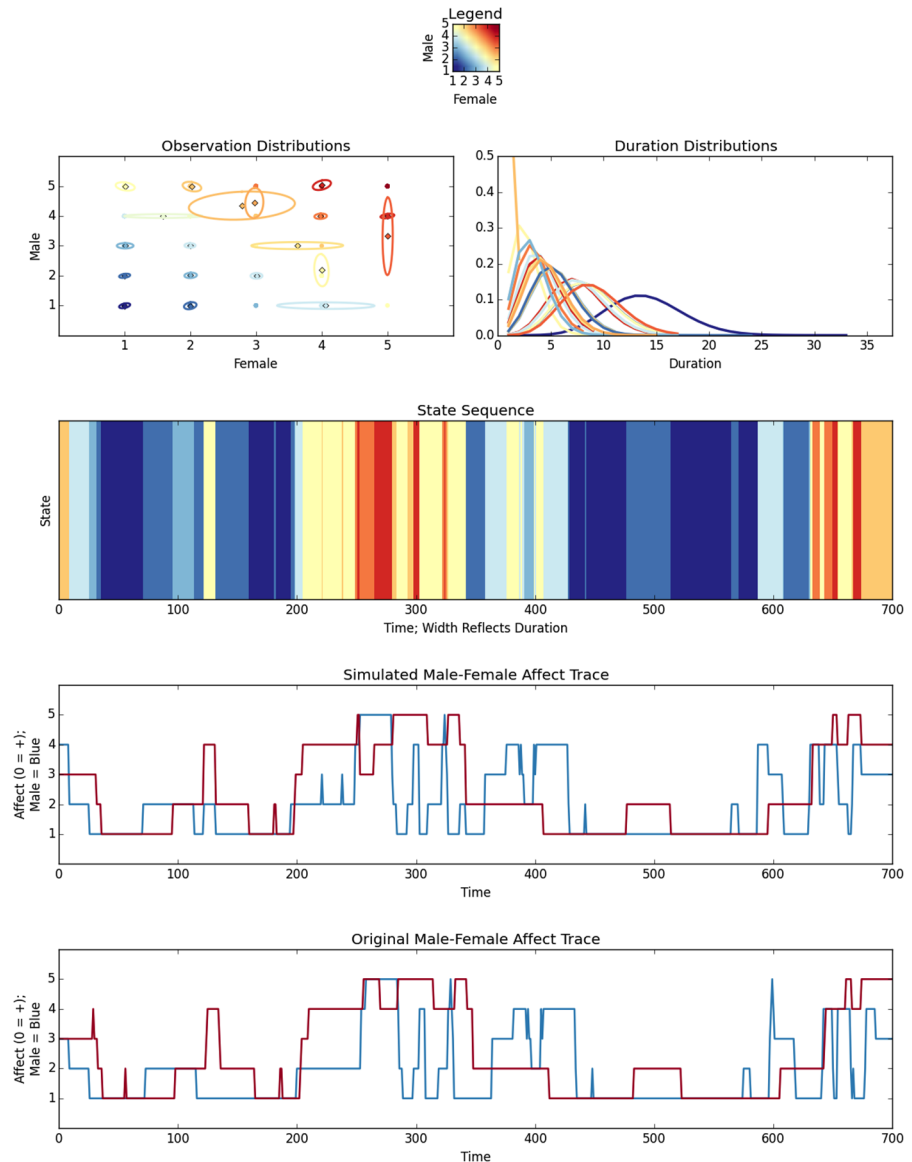 Legend
Male
5
4
3
2
1
1 2 3 4 5
Female
Observation Distributions
Male
5
4
3
2
1
1 2 3 4 5
Female
Duration Distributions
0.5
0.4
0.3
0.2
0.1
0.0
0 5 10 15 20 25 30 35
Duration
State Sequence
State
0 100 200 300 400 500 600 700
Time; Width Reflects Duration
Simulated Male-Female Affect Trace
Affect (0 = +);
Male = Blue
5
4
3
2
1
0 100 200 300 400 500 600 700
Time
Original Male-Female Affect Trace
Affect (0 = +);
Male = Blue
5
4
3
2
1
0 100 200 300 400 500 600 700
Time